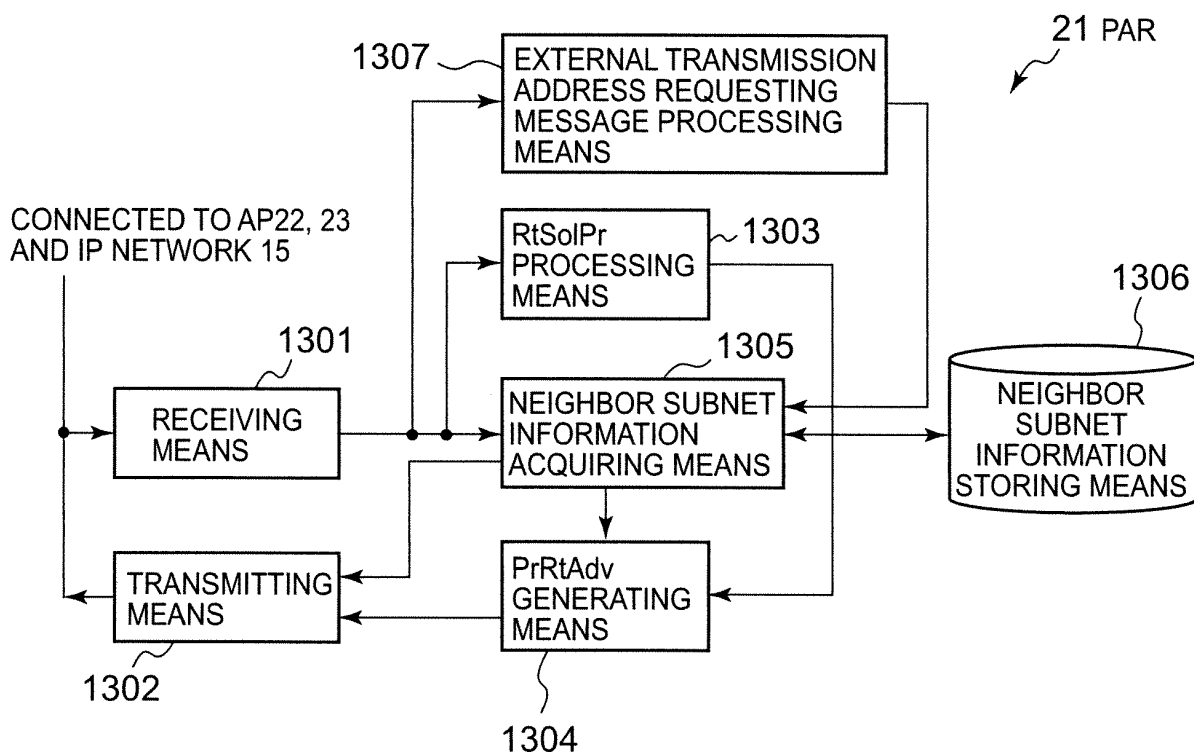 21 PAR
1307
EXTERNAL TRANSMISSION
ADDRESS REQUESTING
MESSAGE PROCESSING
MEANS
CONNECTED TO AP22, 23
AND IP NETWORK 15
RtSolPr
PROCESSING
MEANS
1303
1306
1301
RECEIVING
MEANS
1305
NEIGHBOR SUBNET
INFORMATION
ACQUIRING MEANS
NEIGHBOR
SUBNET
INFORMATION
STORING MEANS
TRANSMITTING
MEANS
1302
PrRtAdv
GENERATING
MEANS
1304